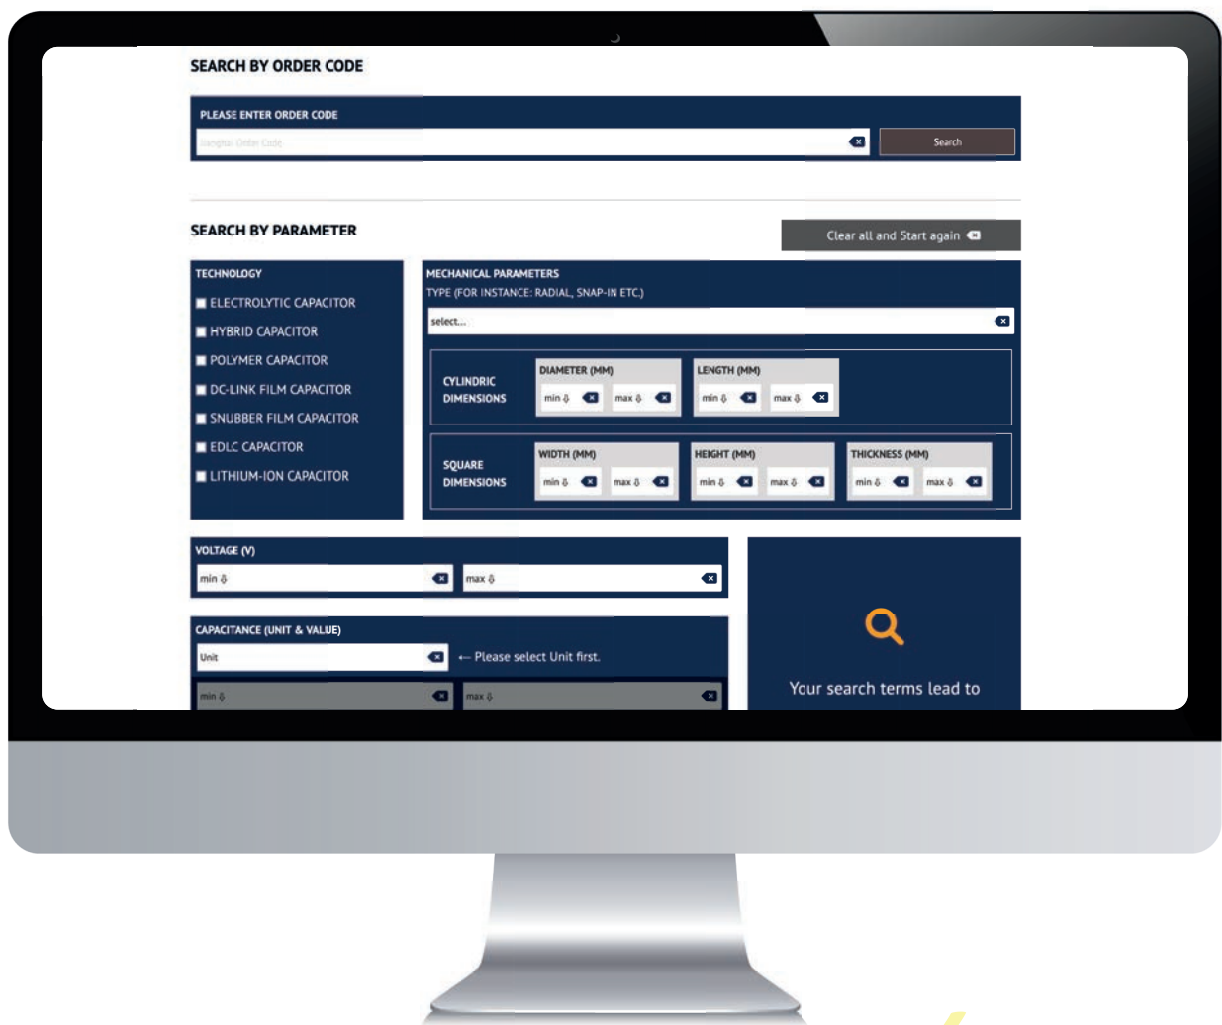 SEARCH BY ORDER CODE
PLEASE ENTER ORDER CODE
Jianghai Order Code
Search
SEARCH BY PARAMETER
Clear all and Start again
TECHNOLOGY
ELECTROLYTIC CAPACITOR
HYBRID CAPACITOR
POLYMER CAPACITOR
DC-LINK FILM CAPACITOR
SNUBBER FILM CAPACITOR
EDLC CAPACITOR
LITHIUM-ION CAPACITOR
MECHANICAL PARAMETERS
TYPE (FOR INSTANCE: RADIAL, SNAP-IN ETC.)
select...
CYLINDRIC
DIMENSIONS
DIAMETER (MM)
min ⇩ max ⇩
LENGTH (MM)
min ⇩ max ⇩
SQUARE
DIMENSIONS
WIDTH (MM)
min ⇩ max ⇩
HEIGHT (MM)
min ⇩ max ⇩
THICKNESS (MM)
min ⇩ max ⇩
VOLTAGE (V)
min ⇩ max ⇩
CAPACITANCE (UNIT & VALUE)
Unit ← Please select Unit first.
min ⇩ max ⇩
Your search terms lead to